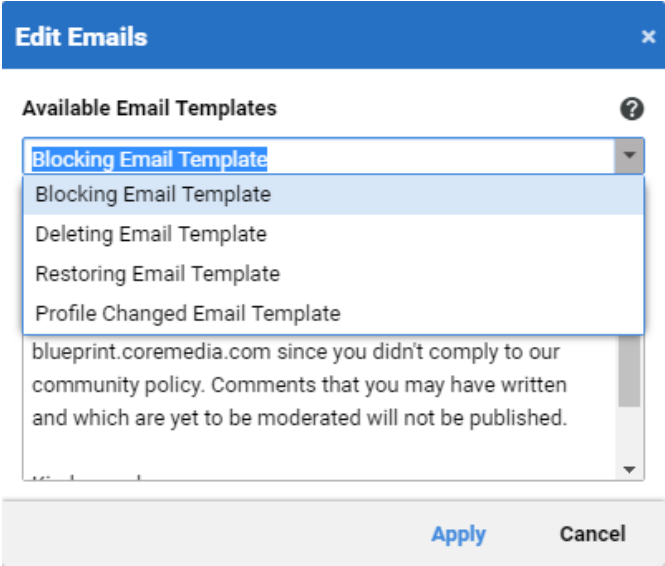 Edit Emails
×
Available Email Templates
?
Blocking Email Template
Blocking Email Template
Deleting Email Template
Restoring Email Template
Profile Changed Email Template
blueprint.coremedia.com since you didn't comply to our
community policy. Comments that you may have written
and which are yet to be moderated will not be published.
Apply Cancel